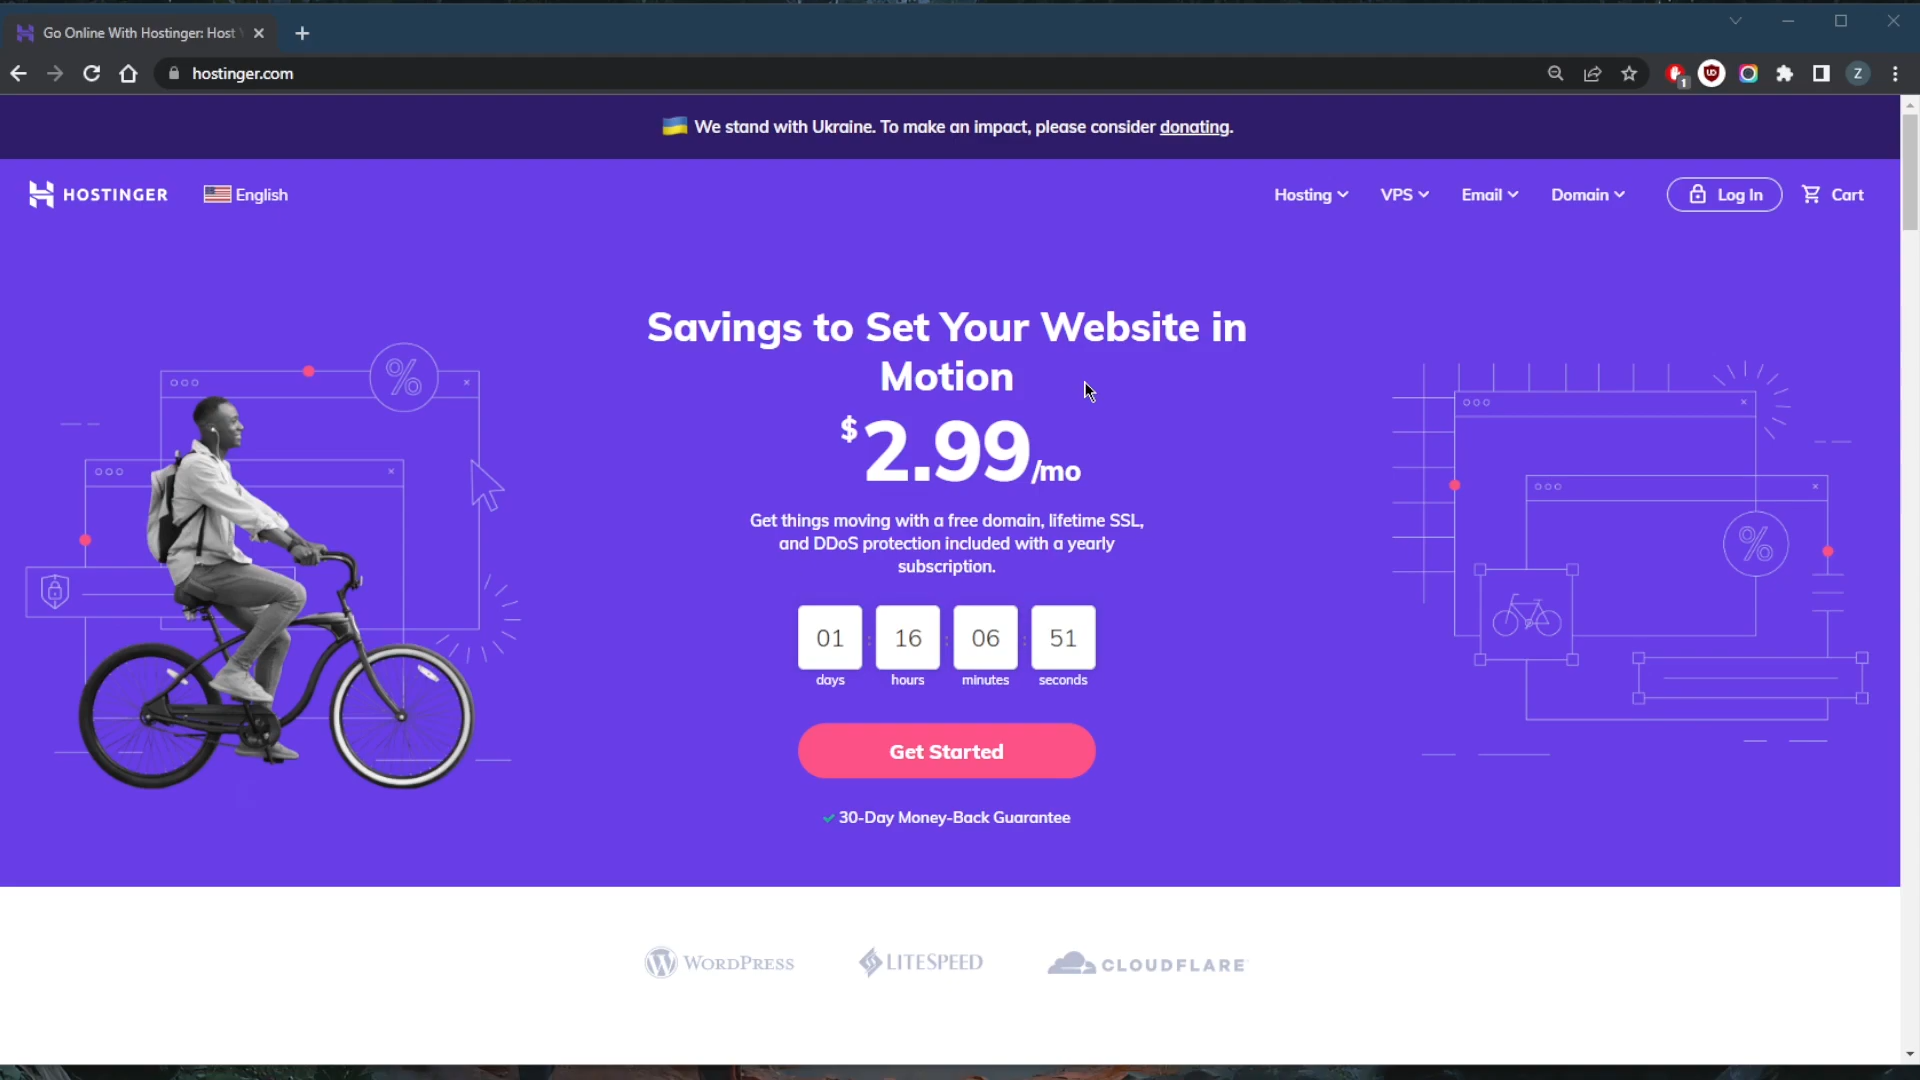 Go Online With Hostinger: Host
hostinger.com
1
Z
We stand with Ukraine. To make an impact, please consider donating.
HOSTINGER
English
Hosting
VPS
Email
Domain
Log In
Cart
Savings to Set Your Website in
Motion
$2.99/mo
Get things moving with a free domain, lifetime SSL,
and DDoS protection included with a yearly
subscription.
01 : 16 : 06 : 51
days hours minutes seconds
Get Started
30-Day Money-Back Guarantee
%
%
WORDPRESS
LITESPEED
CLOUDFLARE